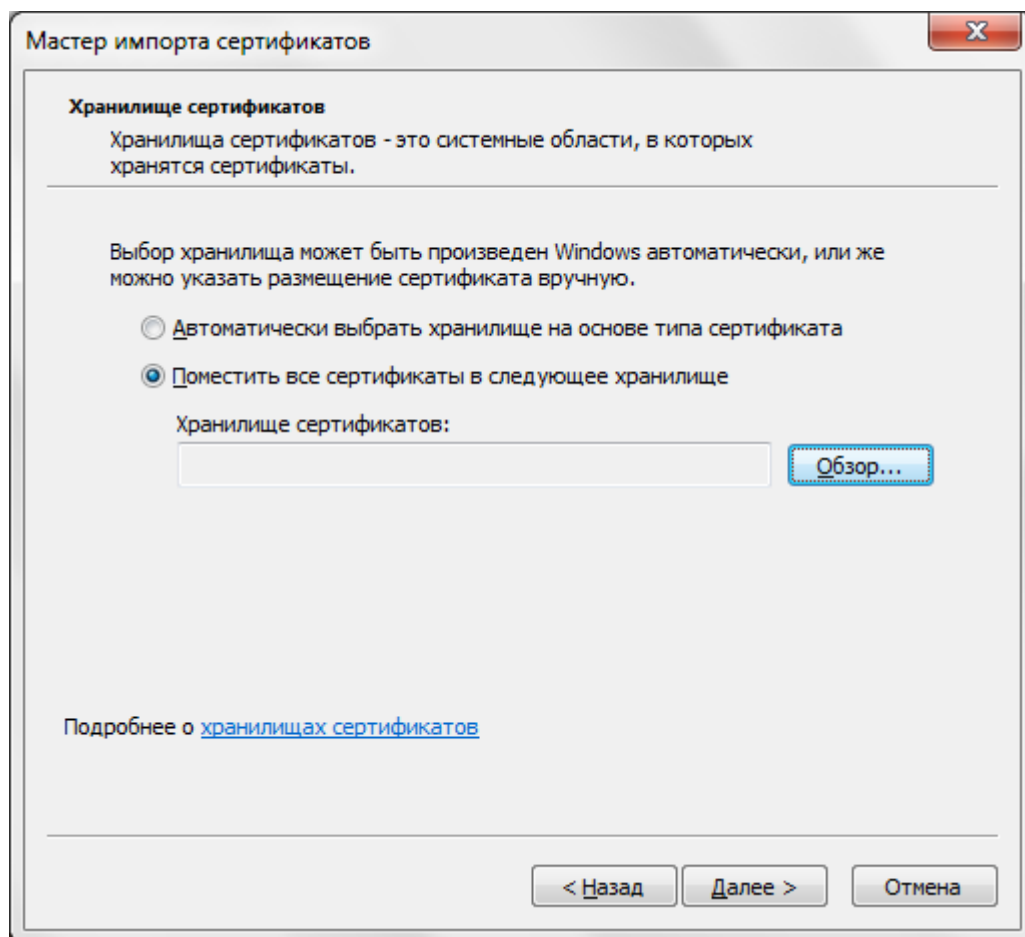 Мастер импорта сертификатов
Хранилище сертификатов
Хранилища сертификатов - это системные области, в которых
хранятся сертификаты.
Выбор хранилища может быть произведен Windows автоматически, или же
можно указать размещение сертификата вручную.
Автоматически выбрать хранилище на основе типа сертификата
Поместить все сертификаты в следующее хранилище
Хранилище сертификатов:
Обзор...
Подробнее о хранилищах сертификатов
< Назад
Далее >
Отмена